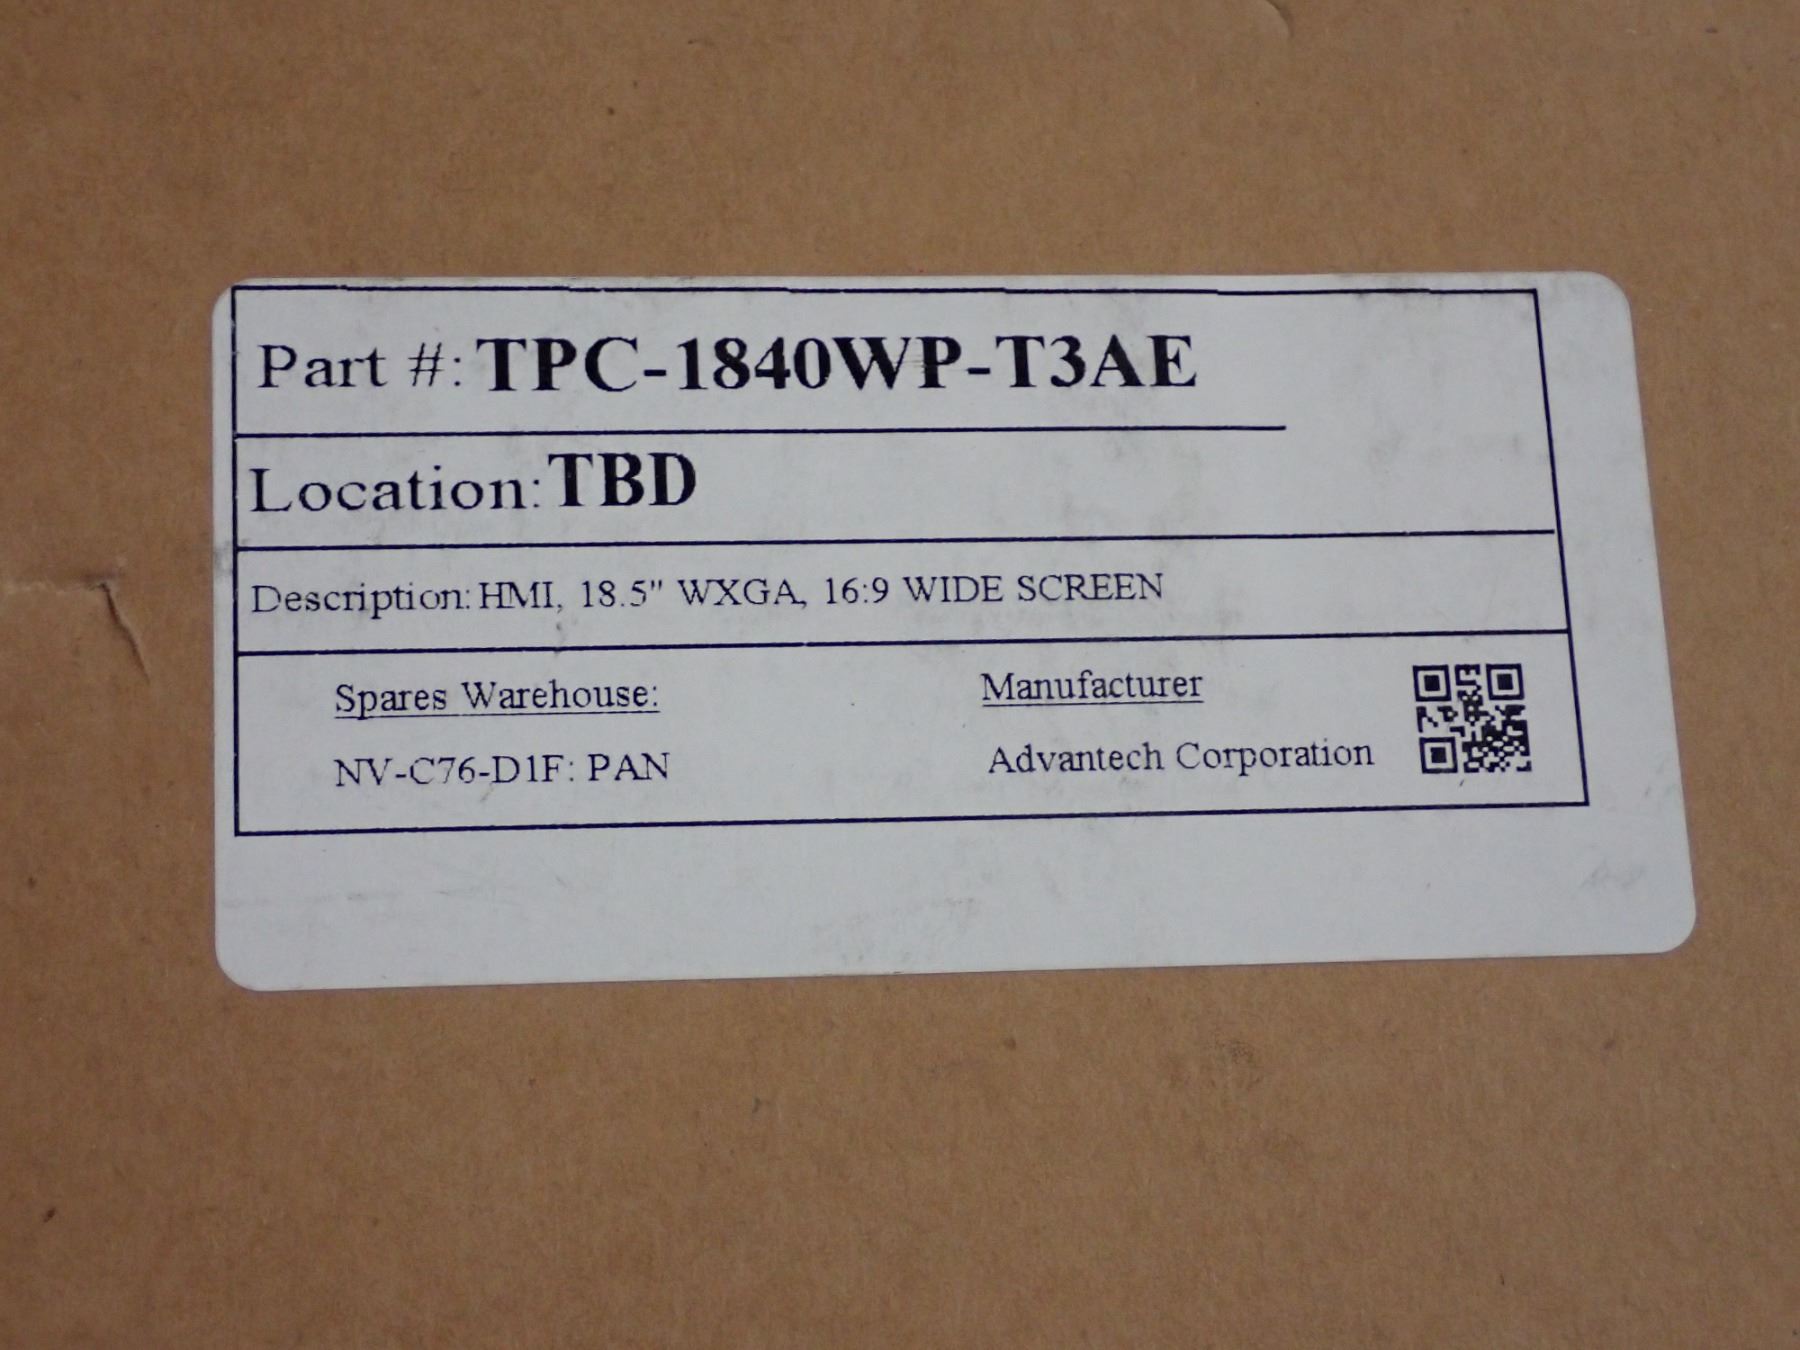 Part #: TPC-1840WP-T3AE
Location: TBD
Description: HMI, 18.5" WXGA, 16:9 WIDE SCREEN
Spares Warehouse:
NV-C76-D1F: PAN
Manufacturer
Advantech Corporation